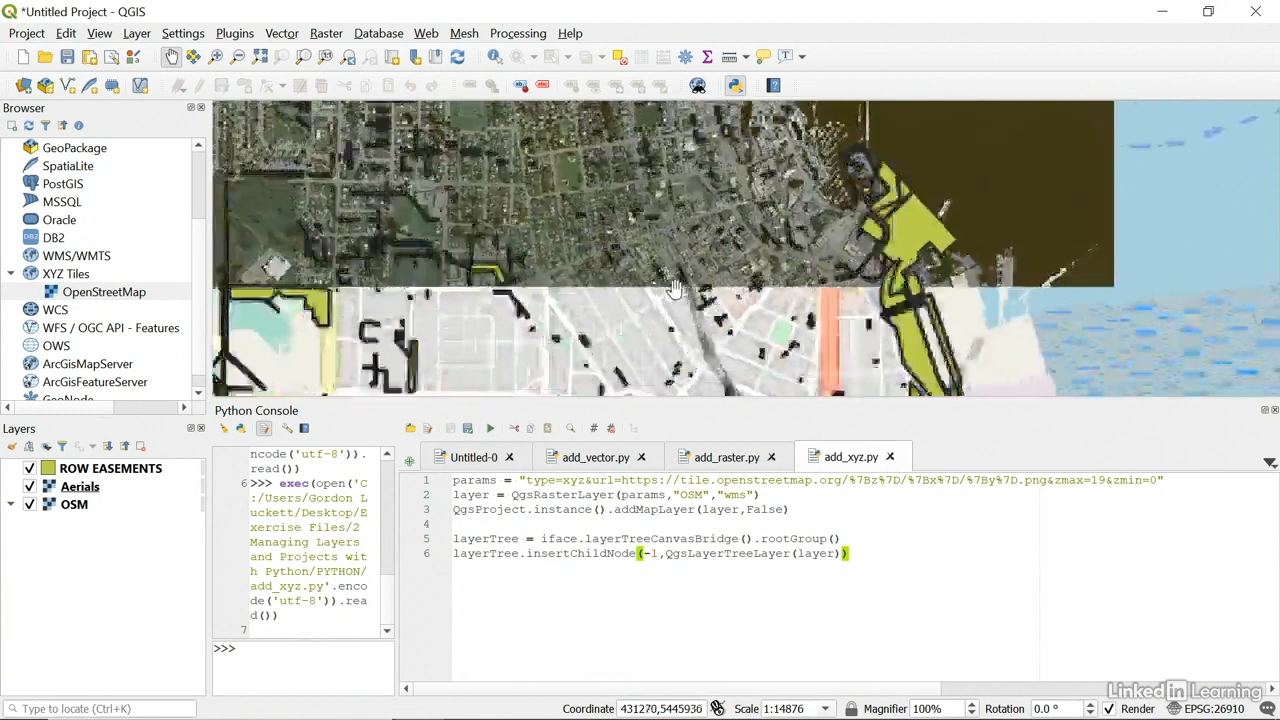 *Untitled Project - QGIS
Project Edit View Layer Settings Plugins Vector Raster Database Web Mesh Processing Help
Browser
GeoPackage
SpatiaLite
PostGIS
MSSQL
Oracle
DB2
WMS/WMTS
XYZ Tiles
OpenStreetMap
WCS
WFS / OGC API - Features
OWS
ArcGisMapServer
ArcGisFeatureServer
GeoNode
Layers
ROW EASEMENTS
Aerials
OSM
Python Console
ncode('utf-8')).
read())
6 >>> exec(open('C
:/Users/Gordon L
uckett/Desktop/E
xercise Files/2
Managing Layers
and Projects wit
h Python/PYTHON/
add_xyz.py'.enco
de('utf-8')).rea
d())
7
>>>
Untitled-0 add_vector.py add_raster.py add_xyz.py
1 params = "type=xyz&url=https://tile.openstreetmap.org/%7Bz%7D/%7Bx%7D/%7By%7D.png&zmax=19&zmin=0"
2 layer = QgsRasterLayer(params,"OSM","wms")
3 QgsProject.instance().addMapLayer(layer,False)
4
5 layerTree = iface.layerTreeCanvasBridge().rootGroup()
6 layerTree.insertChildNode(-1,QgsLayerTreeLayer(layer))
LinkedIn Learning
Type to locate (Ctrl+K) Coordinate 431270,5445936 Scale 1:14876 Magnifier 100% Rotation 0.0 ° Render EPSG:26910